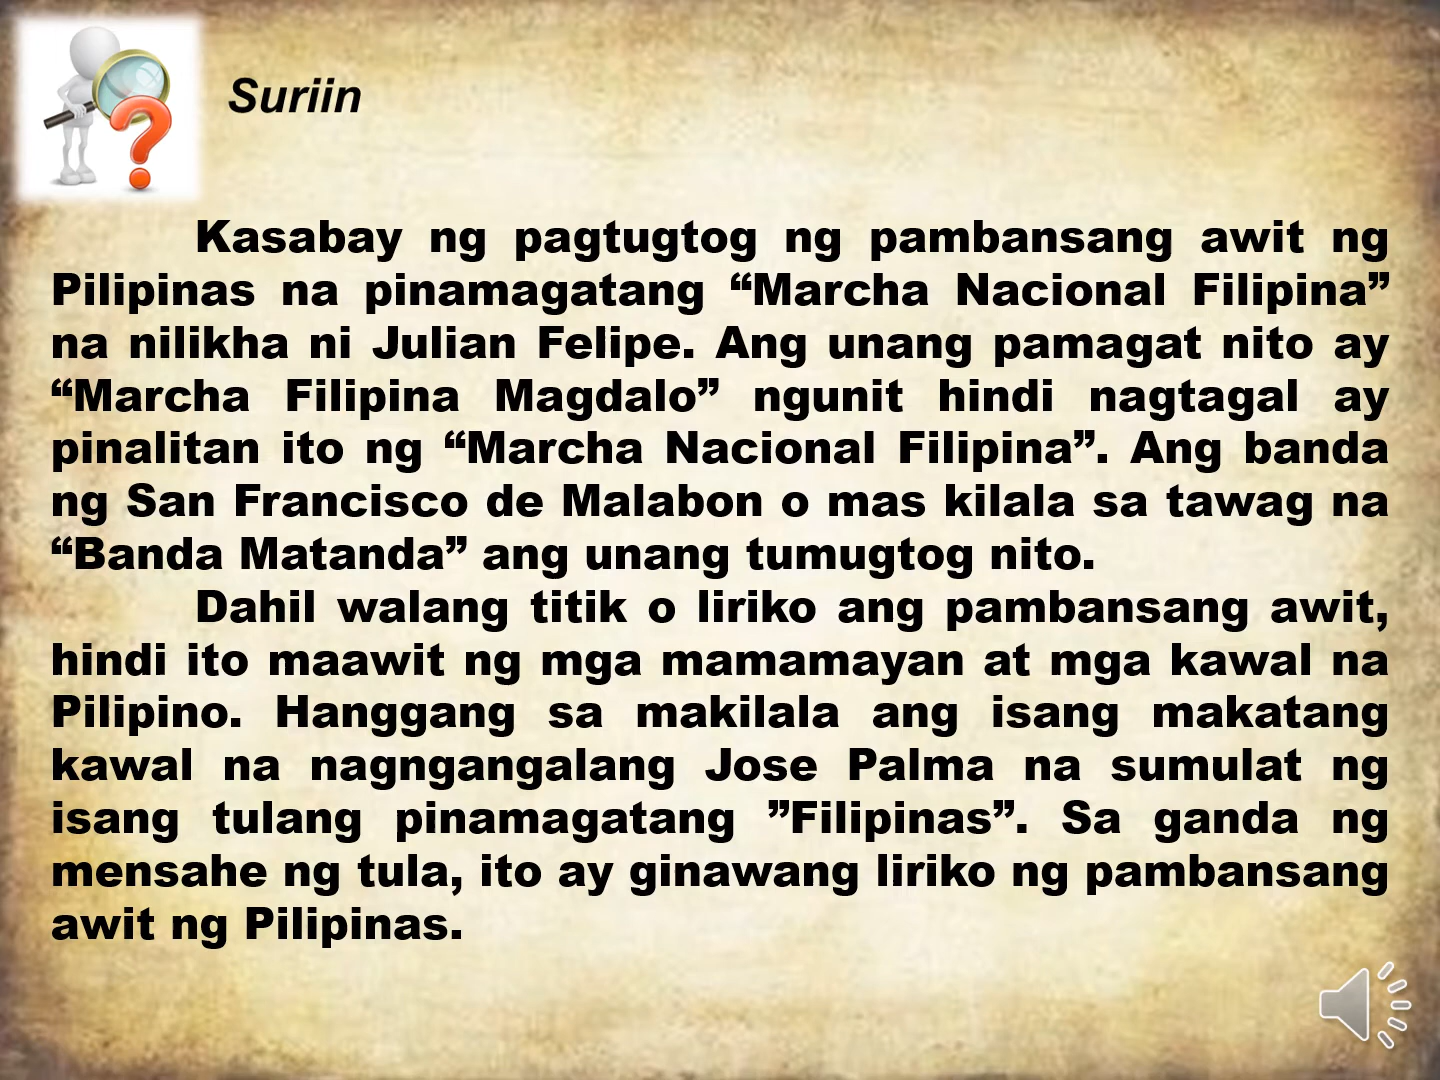 Suriin
Kasabay ng pagtugtog ng pambansang awit ng
Pilipinas na pinamagatang “Marcha Nacional Filipina”
na nilikha ni Julian Felipe. Ang unang pamagat nito ay
“Marcha Filipina Magdalo” ngunit hindi nagtagal ay
pinalitan ito ng “Marcha Nacional Filipina”. Ang banda
ng San Francisco de Malabon o mas kilala sa tawag na
“Banda Matanda” ang unang tumugtog nito.
Dahil walang titik o liriko ang pambansang awit,
hindi ito maawit ng mga mamamayan at mga kawal na
Pilipino. Hanggang sa makilala ang isang makatang
kawal na nagngangalang Jose Palma na sumulat ng
isang tulang pinamagatang ”Filipinas”. Sa ganda ng
mensahe ng tula, ito ay ginawang liriko ng pambansang
awit ng Pilipinas.